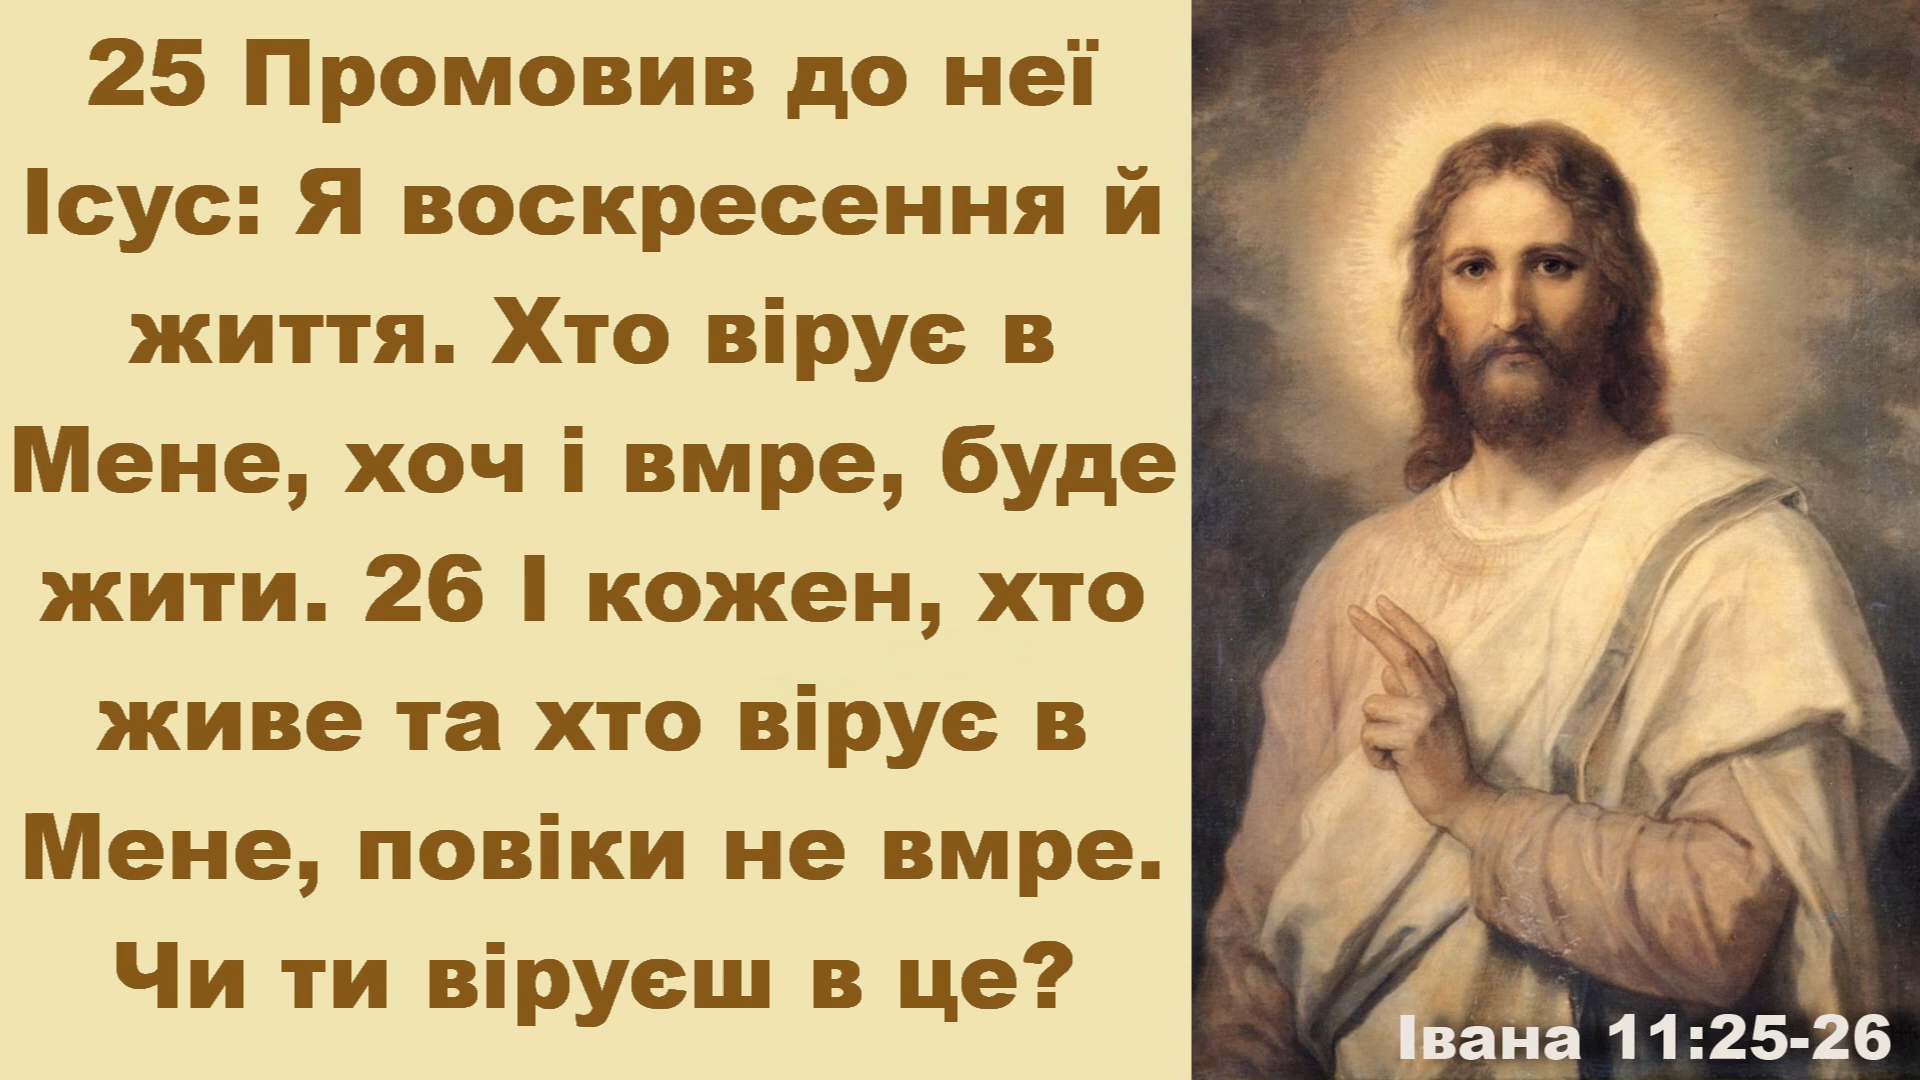 25 Промовив до неї
Ісус: Я воскресення й
життя. Хто вірує в
Мене, хоч і вмре, буде
жити. 26 І кожен, хто
живе та хто вірує в
Мене, повіки не вмре.
Чи ти віруєш в це?
Івана 11:25-26